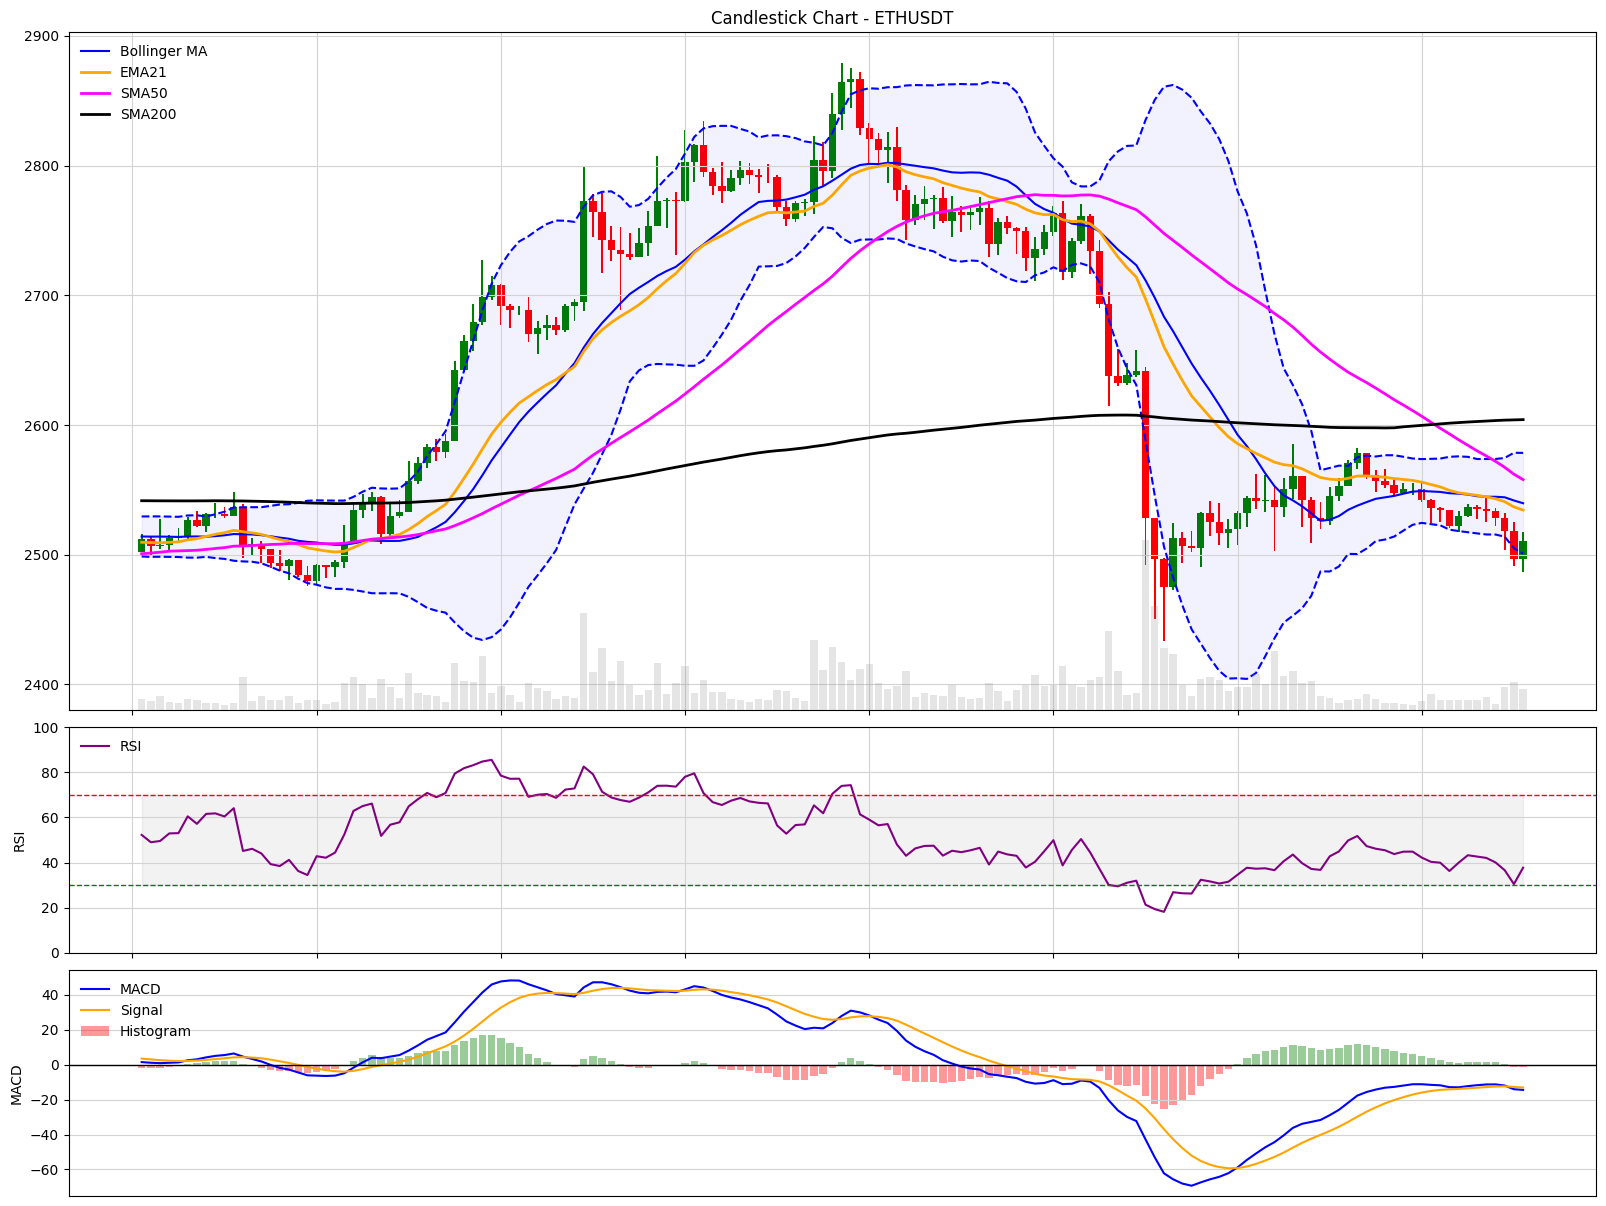 Candlestick Chart - ETHUSDT
2900
Bollinger MA
EMA21
SMA50
SMA200
2800
2700
2600
2500
2400
100
RSI
80
60
RSI
40
20
0
MACD
40
Signal
20
Histogram
0
MACD
−20
−40
−60